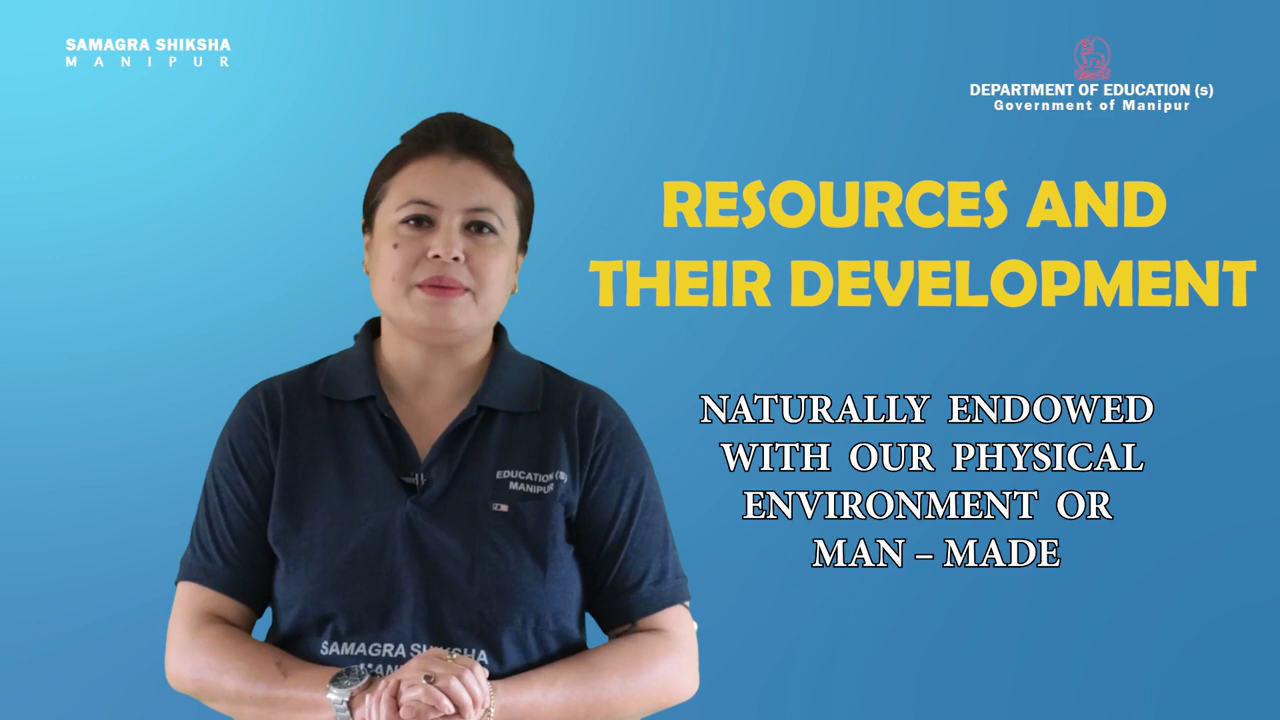 SAMAGRA SHIKSHA
MANIPUR
DEPARTMENT OF EDUCATION (s)
Government of Manipur
RESOURCES AND
THEIR DEVELOPMENT
NATURALLY ENDOWED
WITH OUR PHYSICAL
ENVIRONMENT OR
MAN – MADE
EDUCATION (S)
MANIPUR
SAMAGRA SHIKSHA